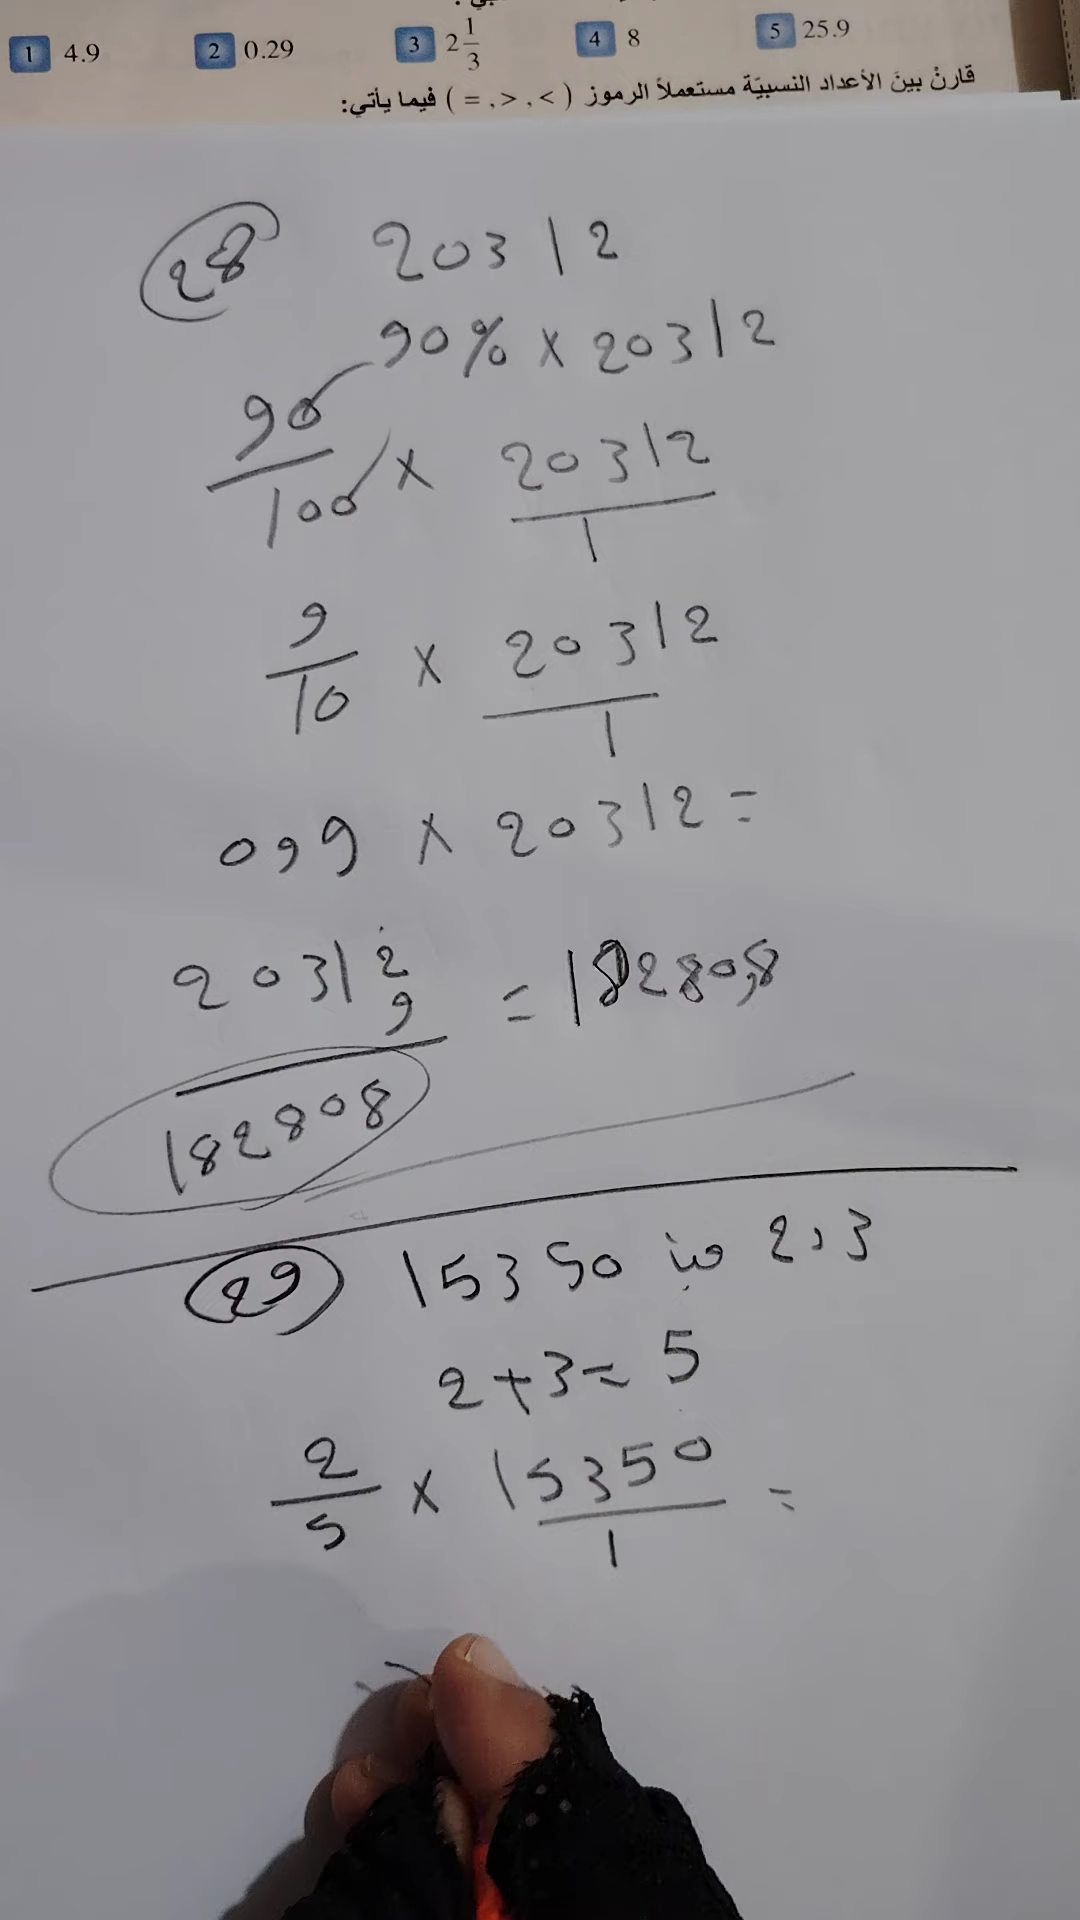 1 4.9 2 0.29 3 2 1/3 4 8 5 25.9
قارنْ بينَ الأعداد النسبيّة مستعملاً الرموز ( > ، < ، = ) فيما يأتي:
28 20312
90% x 20312
90/100 x 20312/1
9/10 x 20312/1
0,9 x 20312 =
20312
9 = 18280,8
182808
29 15350 2,3
2+3= 5
2/5 x 15350/1 =